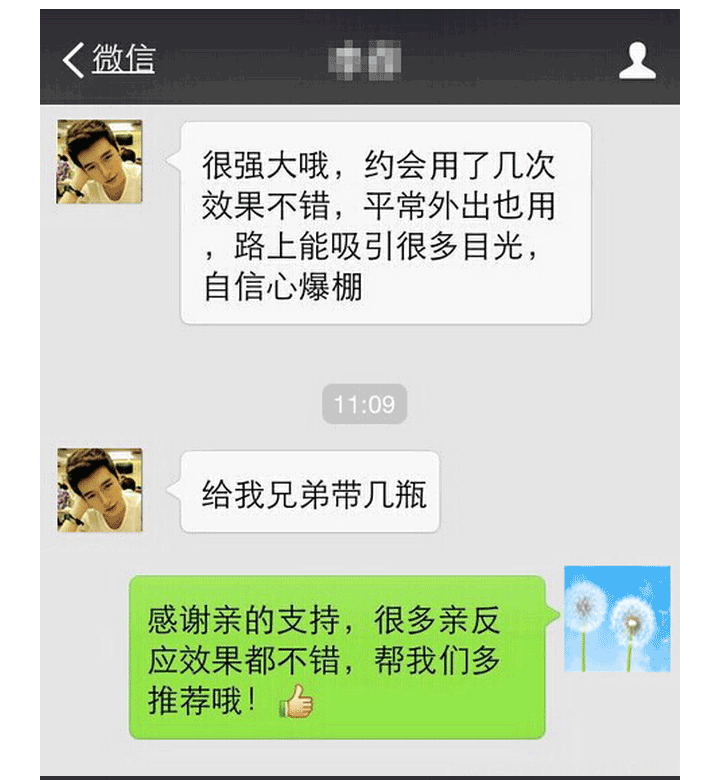 微信
很强大哦，约会用了几次
效果不错，平常外出也用
，路上能吸引很多目光，
自信心爆棚
11:09
给我兄弟带几瓶
感谢亲的支持，很多亲反
应效果都不错，帮我们多
推荐哦！